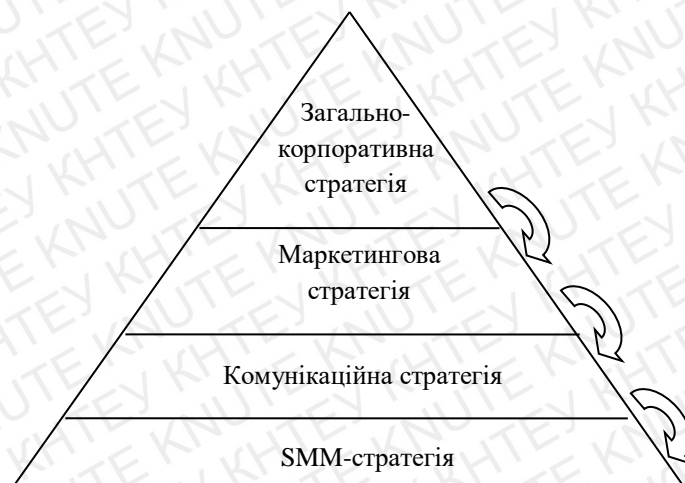 Загально-
корпоративна
стратегія
Маркетингова
стратегія
Комунікаційна стратегія
SMM-стратегія